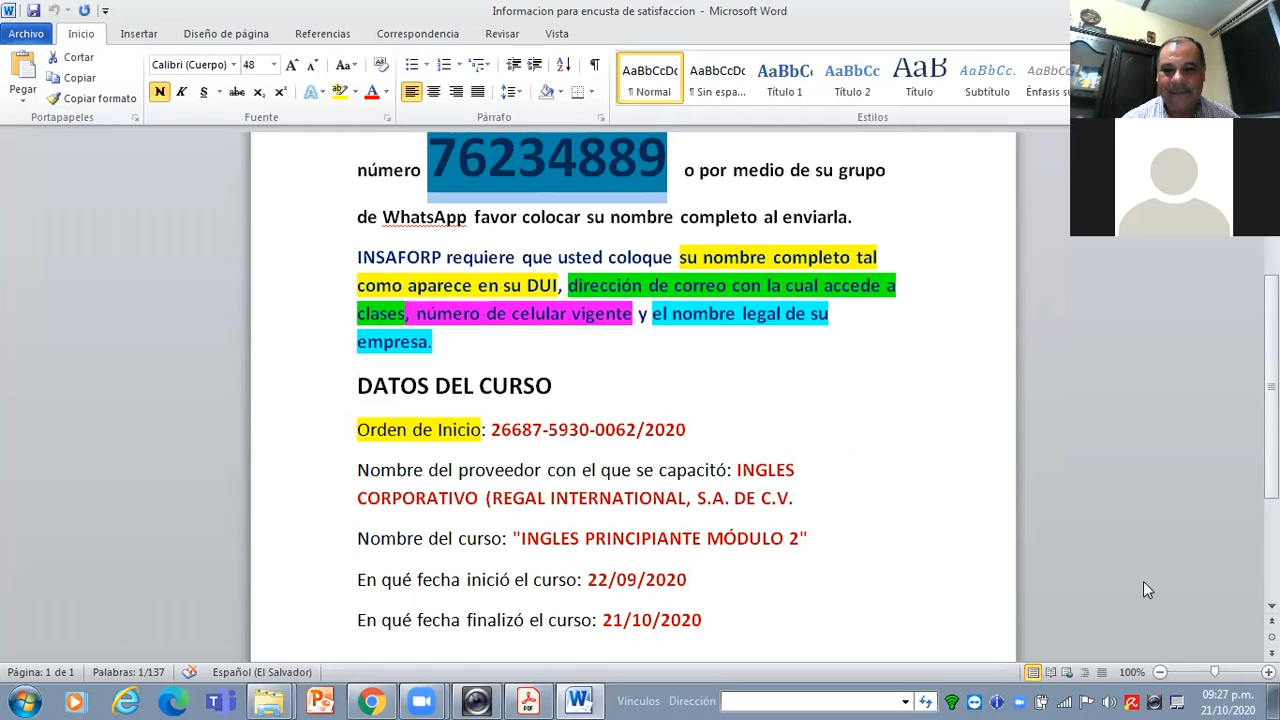 Informacion para encusta de satisfaccion - Microsoft Word
Archivo Inicio Insertar Diseño de página Referencias Correspondencia Revisar Vista
Pegar
Cortar
Copiar
Copiar formato
Calibri (Cuerpo) 48
N K S abc x₂ x²
AaBbCcDc AaBbCcDc AaBbC AaBbCc AaB AaBbCc. AaBbCc
¶ Normal ¶ Sin espa... Título 1 Título 2 Título Subtítulo Énfasis su
Portapapeles Fuente Párrafo Estilos
número 76234889 o por medio de su grupo
de WhatsApp favor colocar su nombre completo al enviarla.
INSAFORP requiere que usted coloque su nombre completo tal
como aparece en su DUI, dirección de correo con la cual accede a
clases, número de celular vigente y el nombre legal de su
empresa.
DATOS DEL CURSO
Orden de Inicio: 26687-5930-0062/2020
Nombre del proveedor con el que se capacitó: INGLES
CORPORATIVO (REGAL INTERNATIONAL, S.A. DE C.V.
Nombre del curso: "INGLES PRINCIPIANTE MÓDULO 2"
En qué fecha inició el curso: 22/09/2020
En qué fecha finalizó el curso: 21/10/2020
Página: 1 de 1 Palabras: 1/137 Español (El Salvador) 100%
Vínculos Dirección
09:27 p.m.
21/10/2020